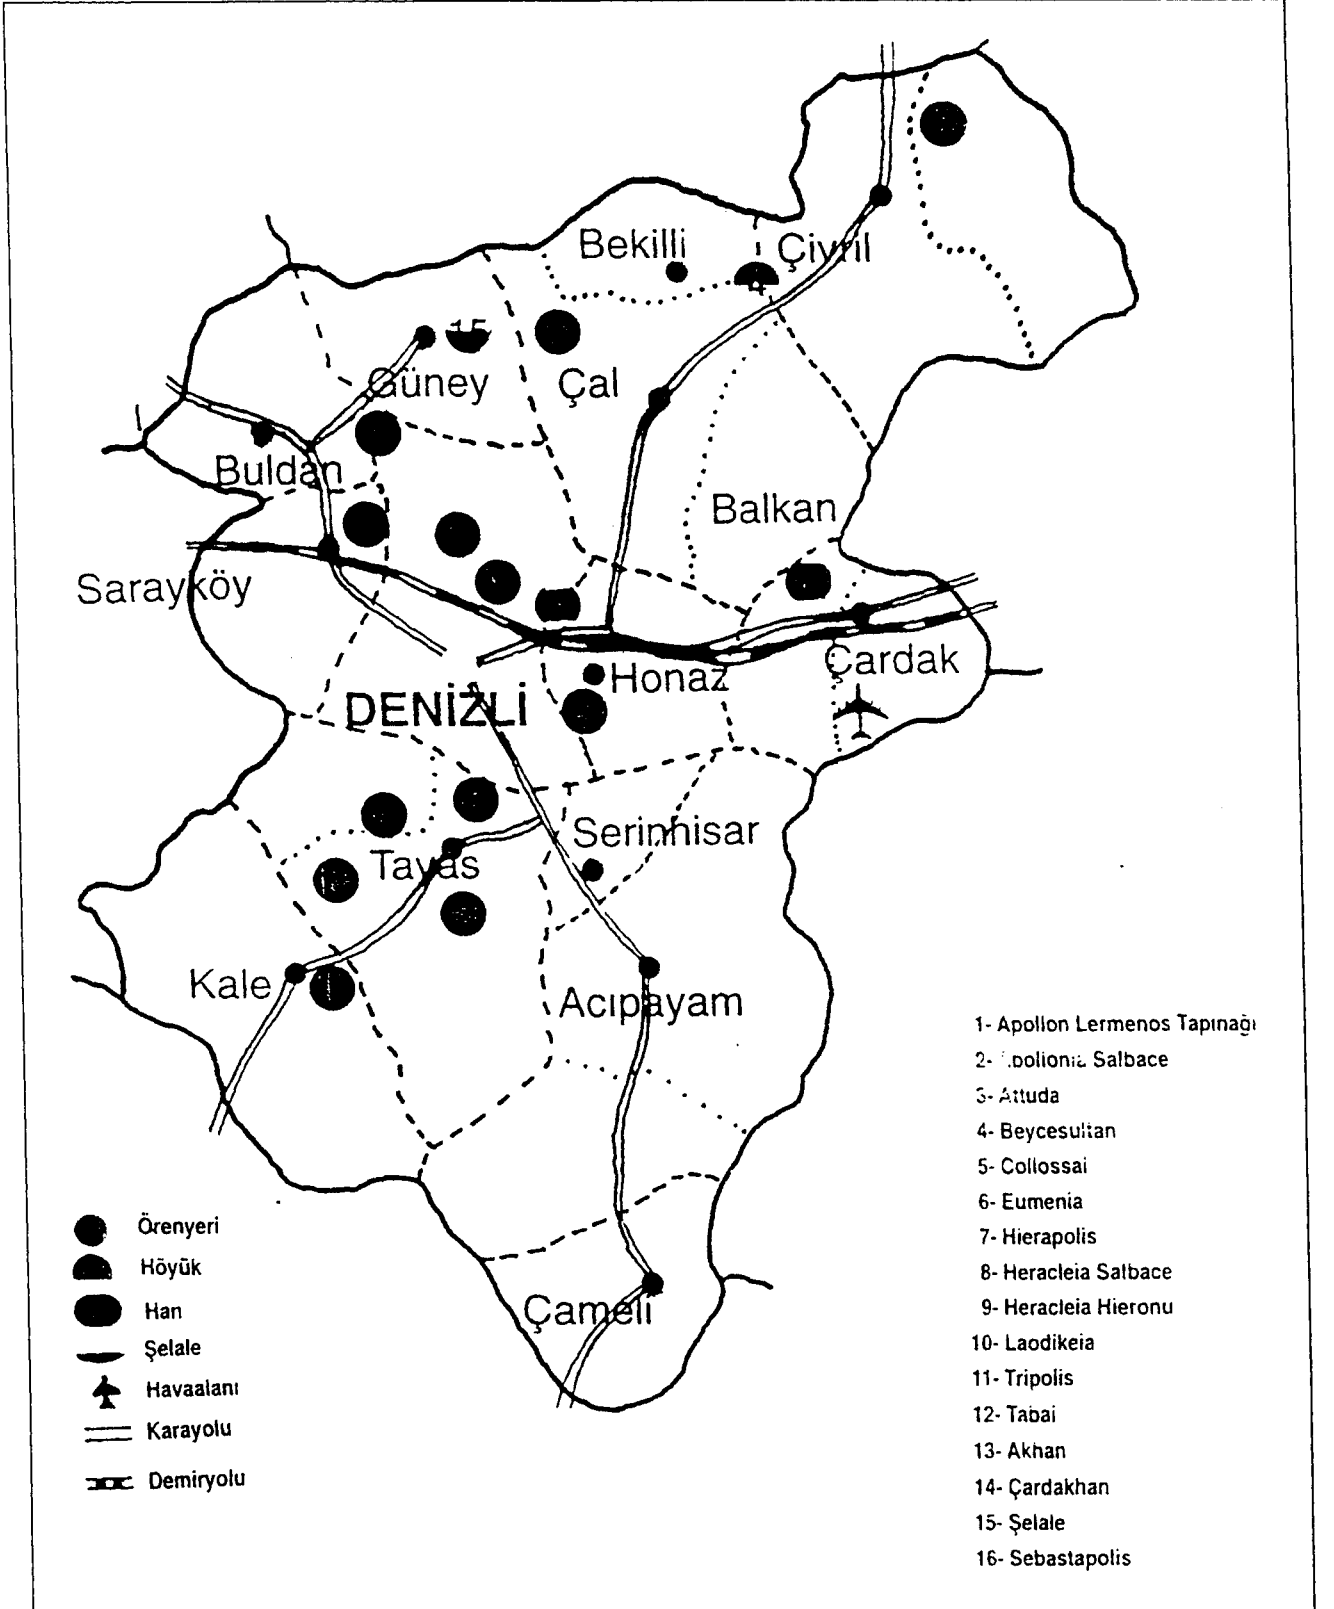 Bekilli
Çivril
4
15
Güney
Çal
Buldan
Balkan
Sarayköy
Honaz
Çardak
DENİZLİ
Serinhisar
Tavas
Kale
Acıpayam
Çameli
Örenyeri
Höyük
Han
Şelale
Havaalanı
Karayolu
Demiryolu
1- Apollon Lermenos Tapınağı
2- Salbace
3- Attuda
4- Beycesultan
5- Collossai
6- Eumenia
7- Hierapolis
8- Heracleia Salbace
9- Heracleia Hieronu
10- Laodikeia
11- Tripolis
12- Tabai
13- Akhan
14- Çardakhan
15- Şelale
16- Sebastapolis